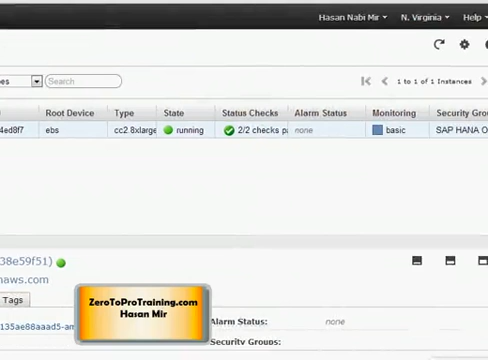 Hasan Nabi Mir N. Virginia Help
Search
1 to 1 of 1 Instances
Root Device Type State Status Checks Alarm Status Monitoring Security Gro
4ed8f7 ebs cc2.8xlarge running 2/2 checks pa none basic SAP HANA O
38e59f51)
naws.com
Tags
ZeroToProTraining.com
Hasan Mir
135ae88aaad5-am
Alarm Status: none
Security Groups: